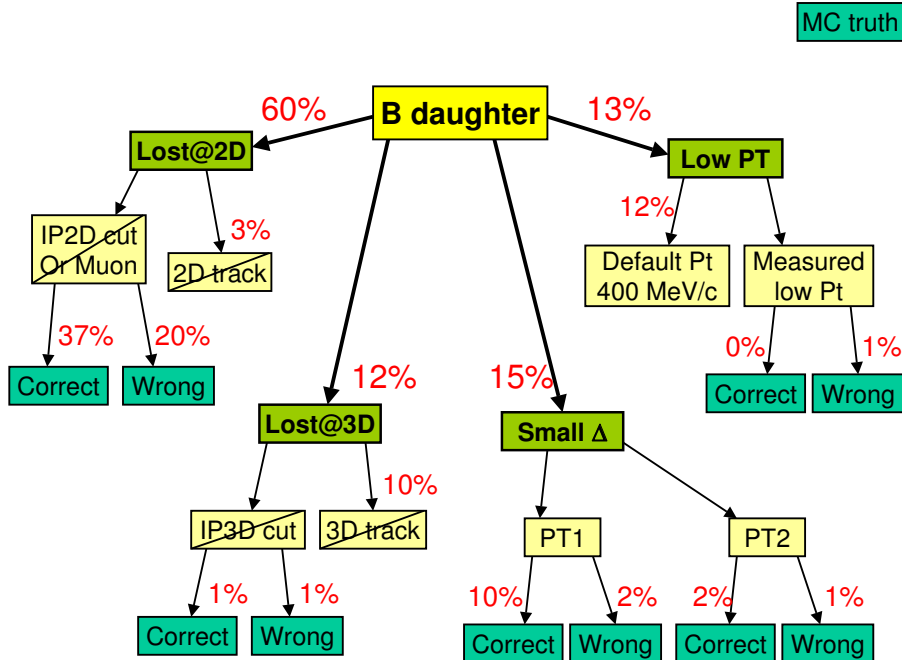 MC truth
B daughter
60%
13%
Lost@2D
Low PT
12%
3%
IP2D cut
Or Muon
2D track
Default Pt
400 MeV/c
Measured
low Pt
37%
20%
0%
1%
Correct
Wrong
Correct
Wrong
12%
15%
Lost@3D
Small Δ
10%
IP3D cut
3D track
PT1
PT2
1%
1%
10%
2%
2%
1%
Correct
Wrong
Correct
Wrong
Correct
Wrong